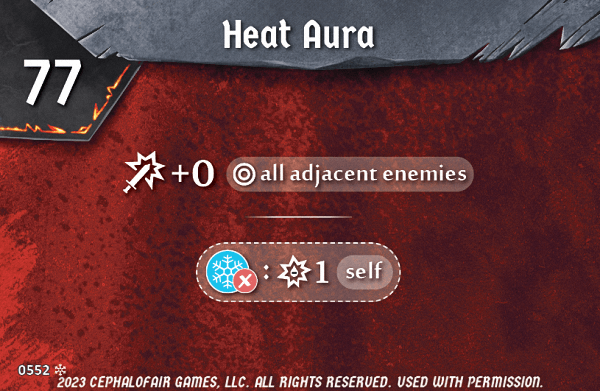 Heat Aura
77
+0 all adjacent enemies
: 1 self
0552
2023 CEPHALOFAIR GAMES, LLC. ALL RIGHTS RESERVED. USED WITH PERMISSION.